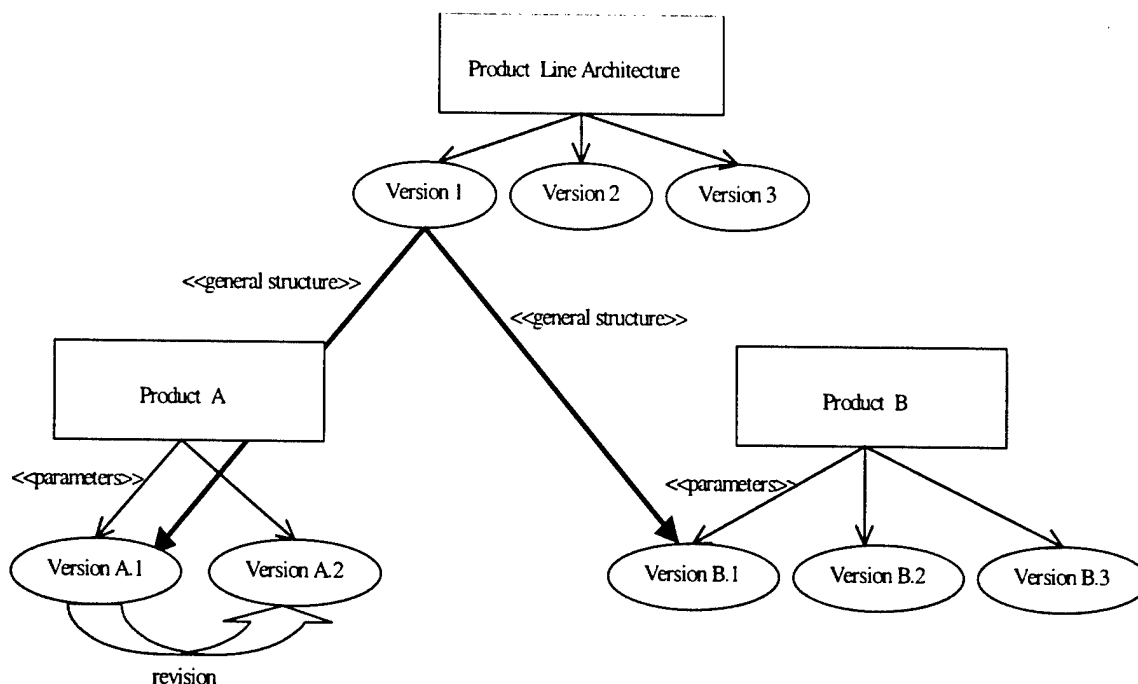 Product Line Architecture
Version 1
Version 2
Version 3
<<general structure>>
<<general structure>>
Product A
Product B
<<parameters>>
<<parameters>>
Version A.1
Version A.2
Version B.1
Version B.2
Version B.3
revision